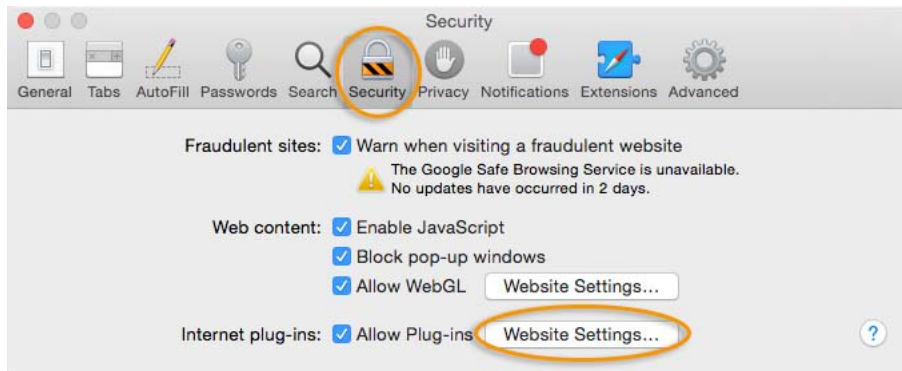 Security
General Tabs AutoFill Passwords Search Security Privacy Notifications Extensions Advanced
Fraudulent sites: Warn when visiting a fraudulent website
The Google Safe Browsing Service is unavailable.
No updates have occurred in 2 days.
Web content: Enable JavaScript
Block pop-up windows
Allow WebGL Website Settings...
Internet plug-ins: Allow Plug-ins Website Settings... ?